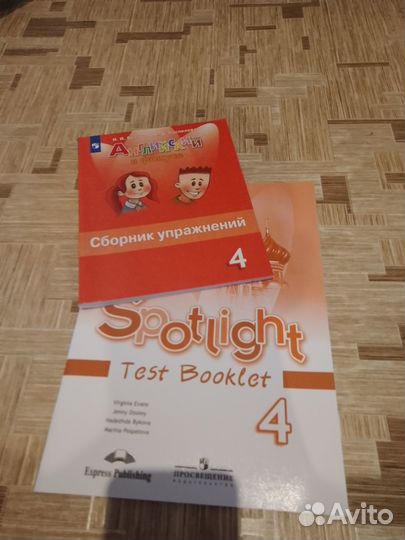 Английский
в фокусе
Сборник упражнений
4
Spotlight
Test Booklet
4
Virginia Evans
Jenny Dooley
Nadezhda Bykova
Marina Pospelova
Express Publishing
ПРОСВЕЩЕНИЕ
ИЗДАТЕЛЬСТВО
Avito